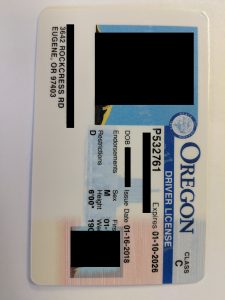 OREGON
CLASS
C
DRIVER LICENSE
P532761
Expires 01-10-2026
Issue Date 01-16-2018
DOB
Endorsements
Restrictions
D
Sex
M
Height
6'00"
3642 ROCKCRESS RD
EUGENE, OR 97403